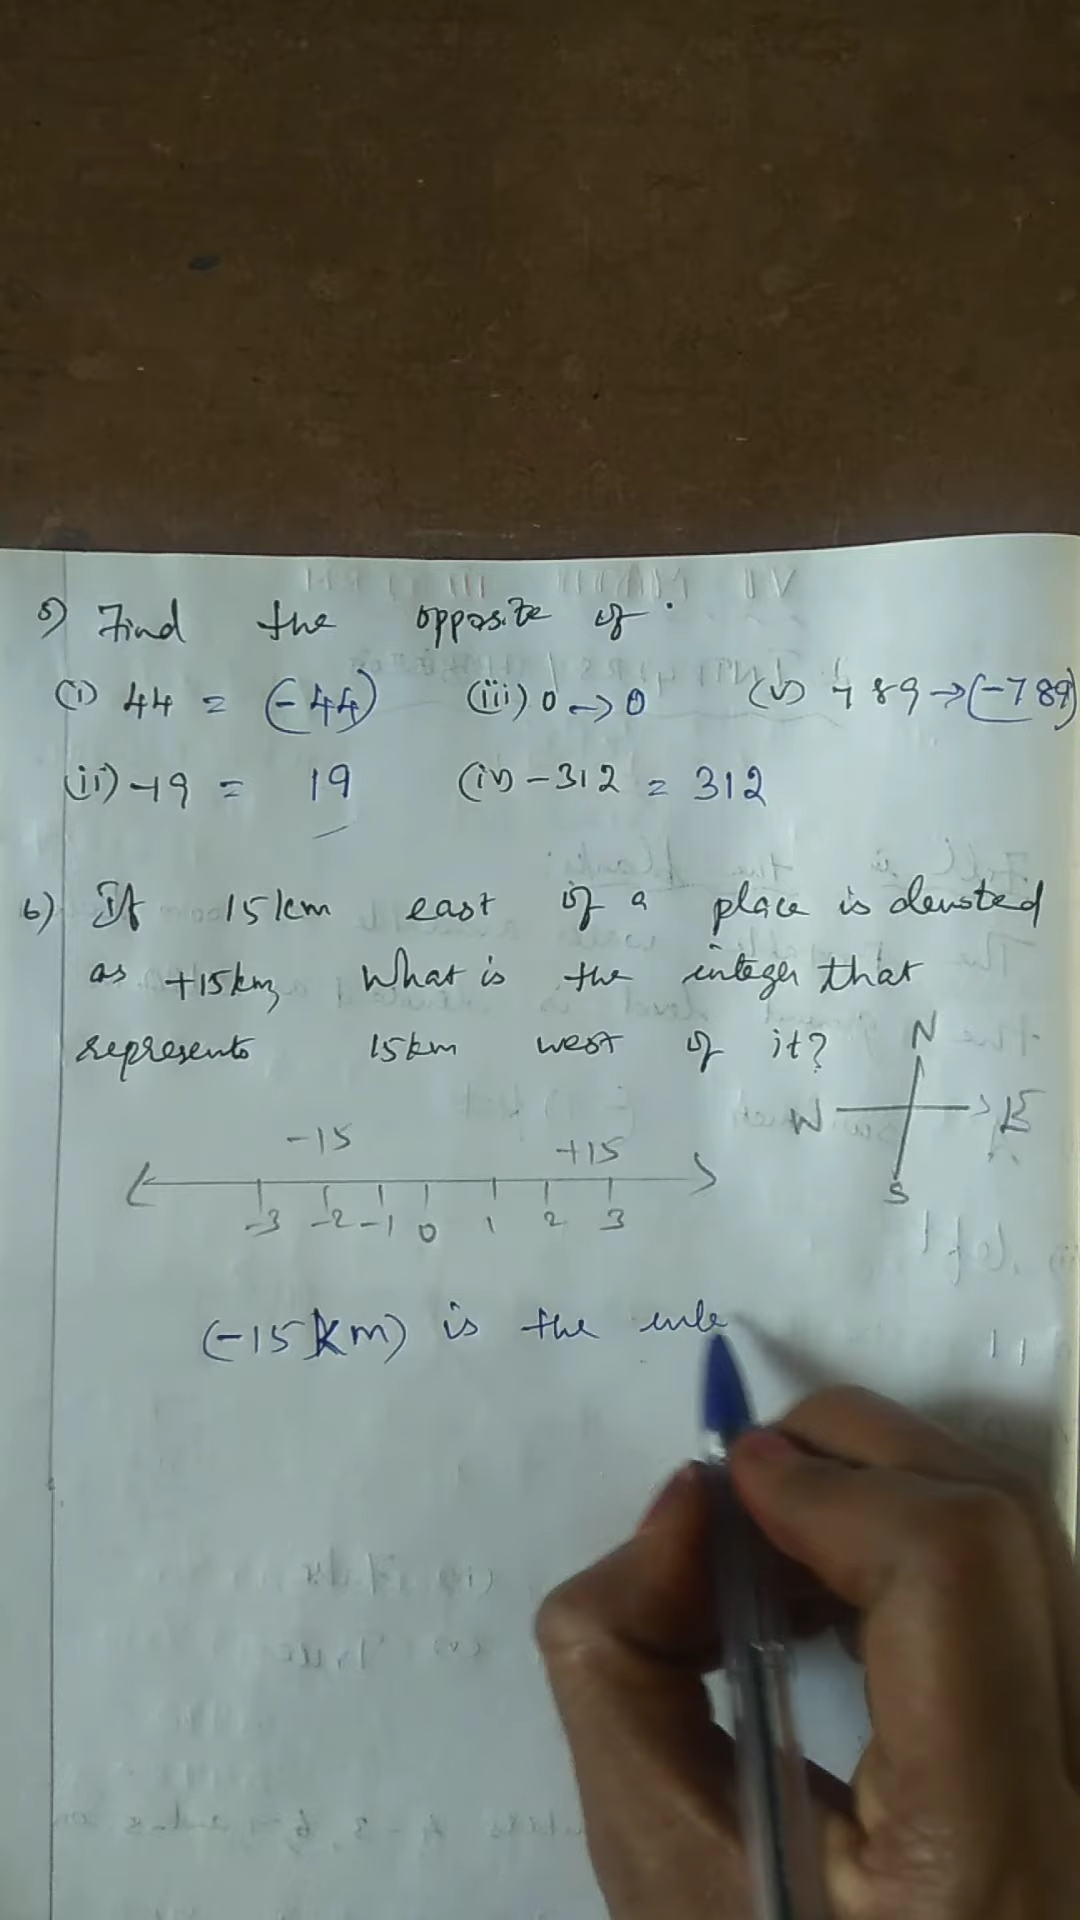 5) Find the opposite of
(i) 44 = (-44) (iii) 0 → 0 (v) 789 → (-789)
(ii) -19 = 19 (iv) -312 = 312
6) If 15km east of a place is denoted
as +15km, What is the integer that
represents 15km west of it?
N
W E
S
-15 +15
-3 -2 -1 0 1 2 3
(-15km) is the inte